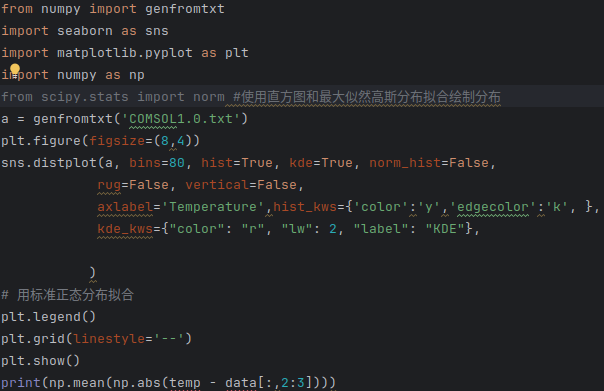 from numpy import genfromtxt
import seaborn as sns
import matplotlib.pyplot as plt
import numpy as np
from scipy.stats import norm #使用直方图和最大似然高斯分布拟合绘制分布
a = genfromtxt('COMSOL1.0.txt')
plt.figure(figsize=(8,4))
sns.distplot(a, bins=80, hist=True, kde=True, norm_hist=False,
rug=False, vertical=False,
axlabel='Temperature',hist_kws={'color':'y','edgecolor':'k', },
kde_kws={"color": "r", "lw": 2, "label": "KDE"},
)
# 用标准正态分布拟合
plt.legend()
plt.grid(linestyle='--')
plt.show()
print(np.mean(np.abs(temp - data[:,2:3])))